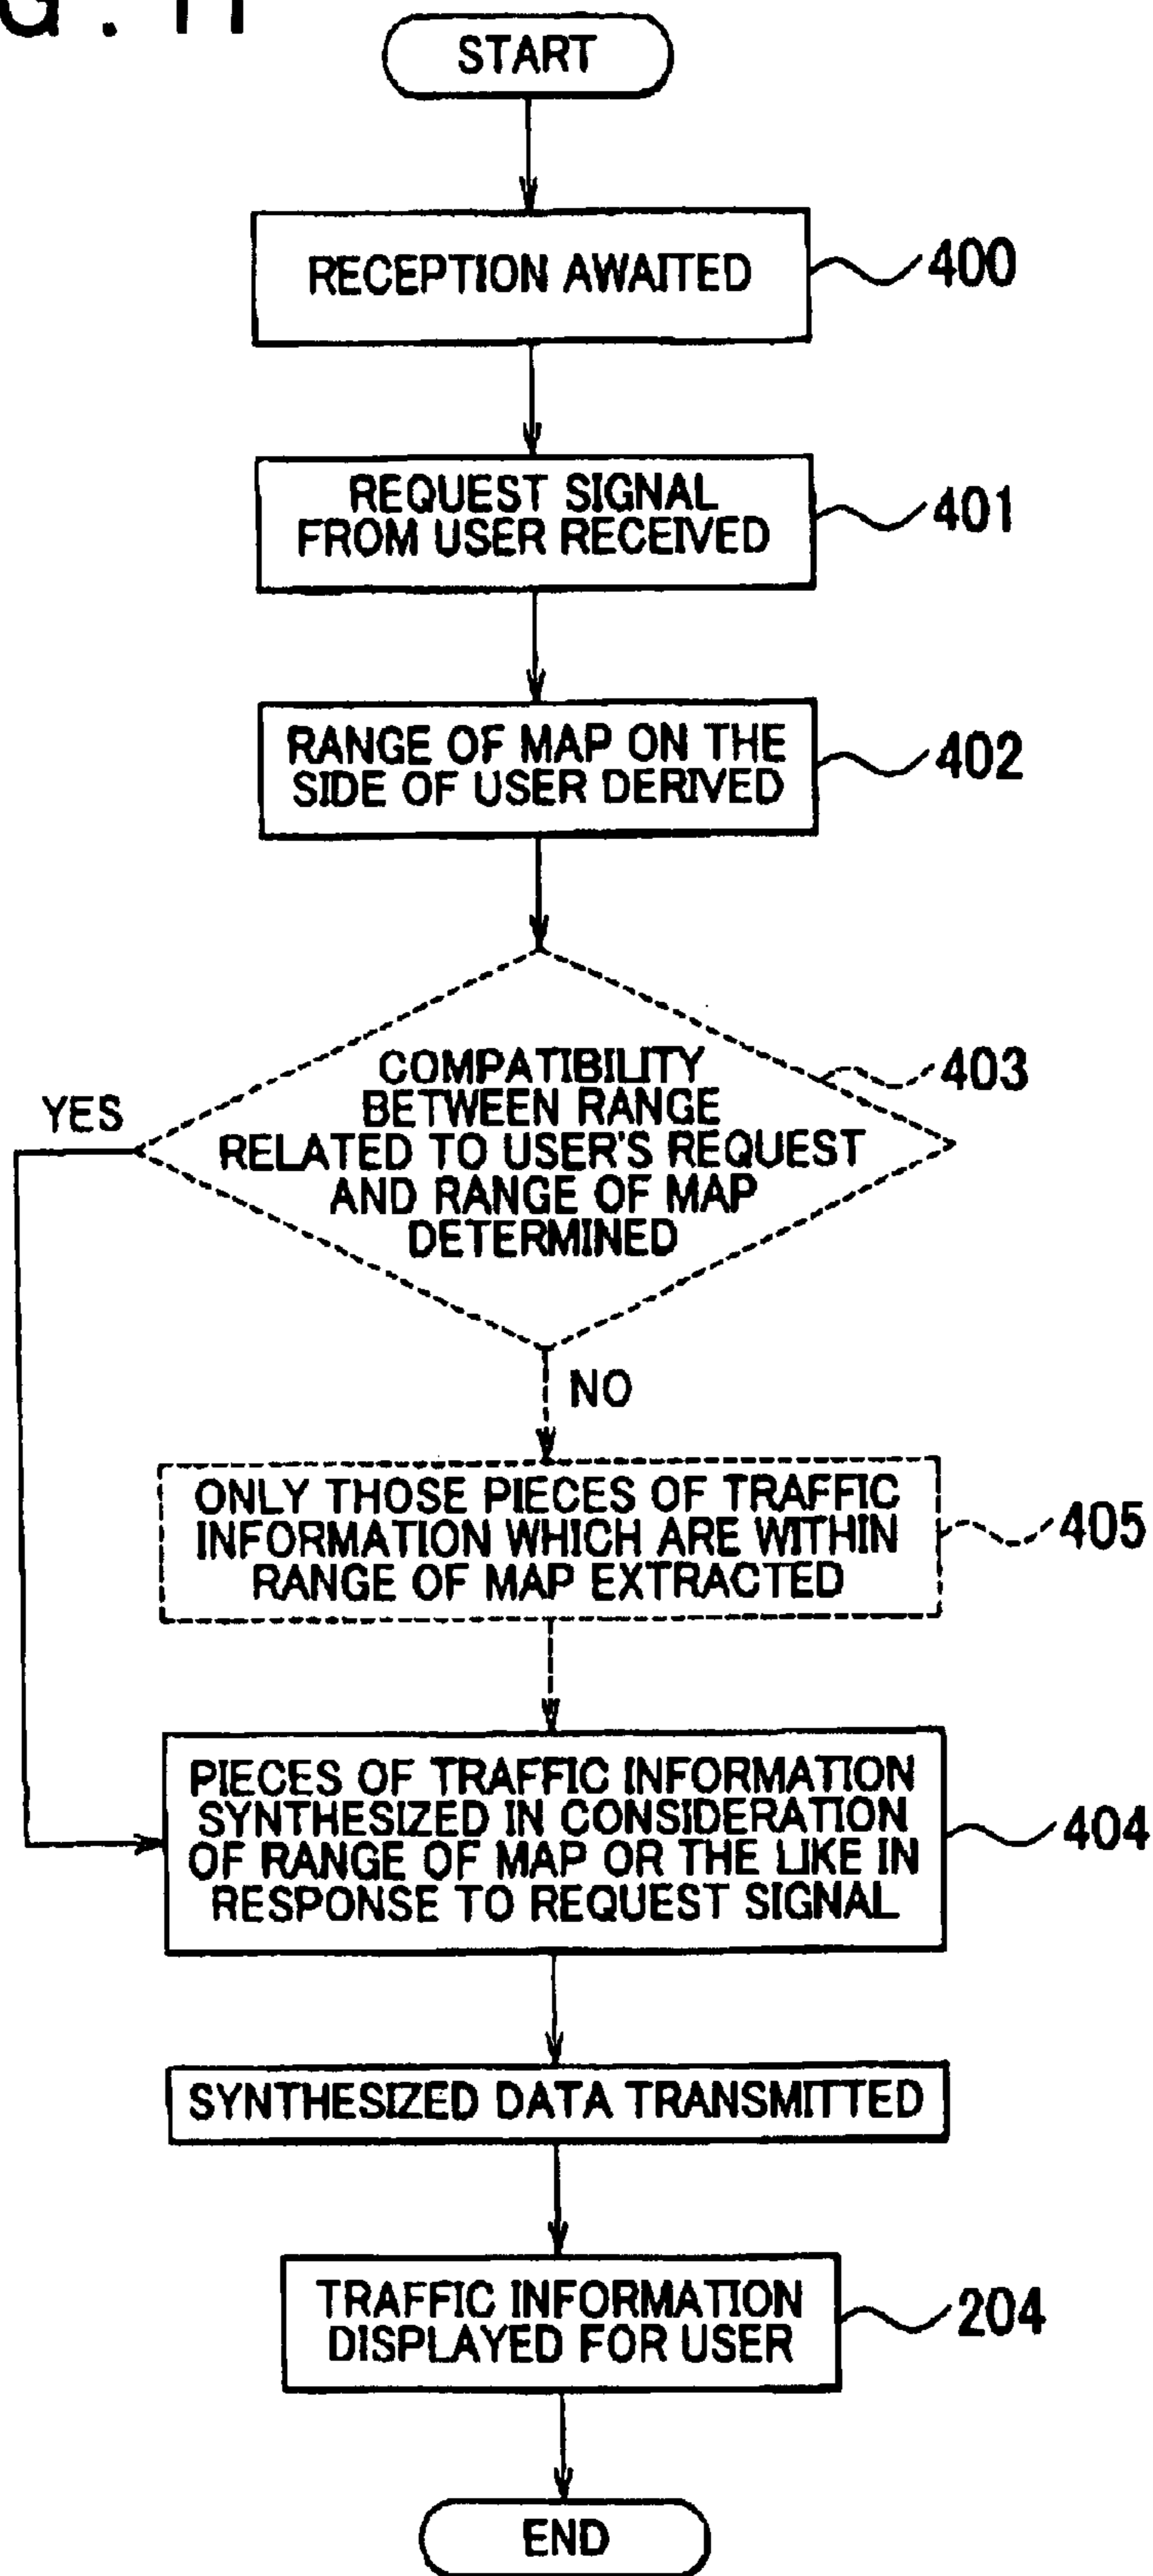 G. 11
START
RECEPTION AWAITED
400
REQUEST SIGNAL
FROM USER RECEIVED
401
RANGE OF MAP ON THE
SIDE OF USER DERIVED
402
COMPATIBILITY
BETWEEN RANGE
RELATED TO USER'S REQUEST
AND RANGE OF MAP
DETERMINED
403
YES
NO
ONLY THOSE PIECES OF TRAFFIC
INFORMATION WHICH ARE WITHIN
RANGE OF MAP EXTRACTED
405
PIECES OF TRAFFIC INFORMATION
SYNTHESIZED IN CONSIDERATION
OF RANGE OF MAP OR THE LIKE IN
RESPONSE TO REQUEST SIGNAL
404
SYNTHESIZED DATA TRANSMITTED
TRAFFIC INFORMATION
DISPLAYED FOR USER
204
END